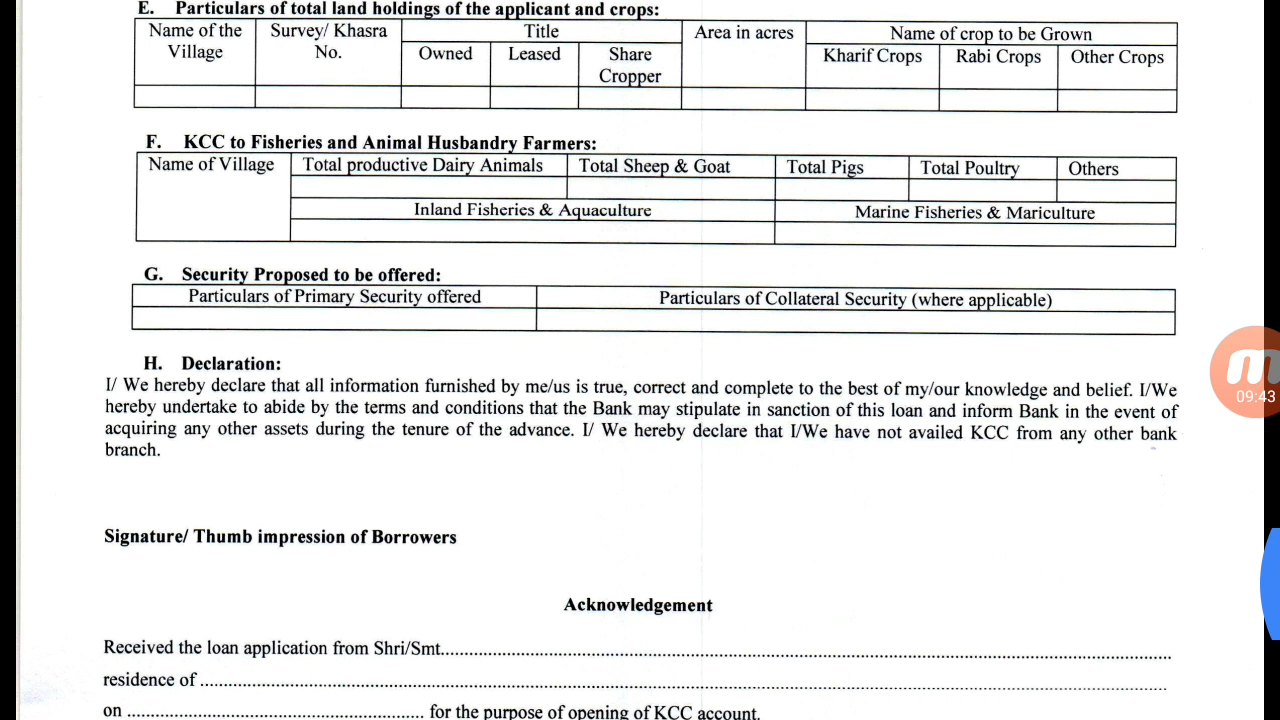 E. Particulars of total land holdings of the applicant and crops:
Name of the Village
Survey/ Khasra No.
Title
Area in acres
Name of crop to be Grown
Owned
Leased
Share Cropper
Kharif Crops
Rabi Crops
Other Crops
F. KCC to Fisheries and Animal Husbandry Farmers:
Name of Village
Total productive Dairy Animals
Total Sheep & Goat
Total Pigs
Total Poultry
Others
Inland Fisheries & Aquaculture
Marine Fisheries & Mariculture
G. Security Proposed to be offered:
Particulars of Primary Security offered
Particulars of Collateral Security (where applicable)
H. Declaration:
I/ We hereby declare that all information furnished by me/us is true, correct and complete to the best of my/our knowledge and belief. I/We
hereby undertake to abide by the terms and conditions that the Bank may stipulate in sanction of this loan and inform Bank in the event of
acquiring any other assets during the tenure of the advance. I/ We hereby declare that I/We have not availed KCC from any other bank
branch.
09:43
Signature/ Thumb impression of Borrowers
Acknowledgement
Received the loan application from Shri/Smt..........
residence of ..........
on .......... for the purpose of opening of KCC account.